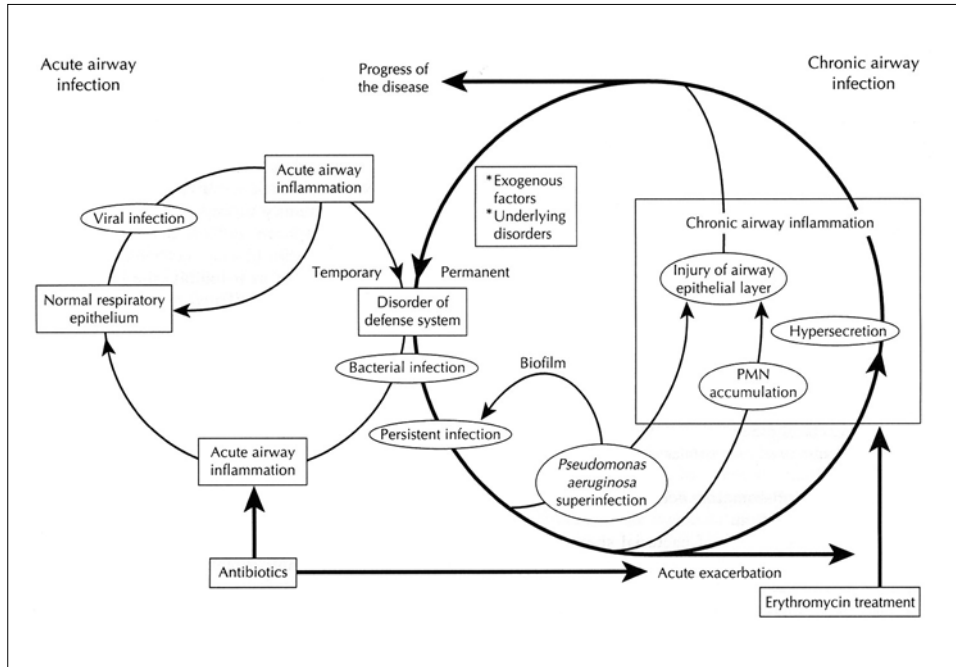 Acute airway
infection
Progress of
the disease
Chronic airway
infection
Acute airway
inflammation
*Exogenous
factors
*Underlying
disorders
Viral infection
Chronic airway inflammation
Temporary
Permanent
Injury of airway
epithelial layer
Normal respiratory
epithelium
Disorder of
defense system
Hypersecretion
Bacterial infection
Biofilm
PMN
accumulation
Persistent infection
Acute airway
inflammation
Pseudomonas
aeruginosa
superinfection
Antibiotics
Acute exacerbation
Erythromycin treatment